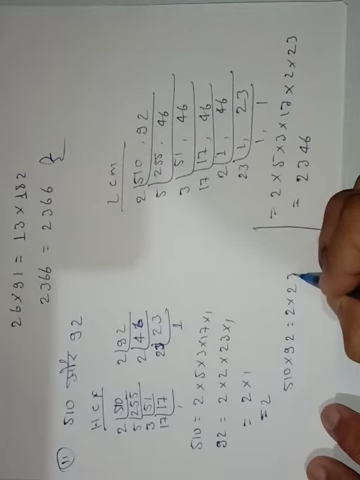 26 × 91 = 13 × 182
2366 = 2366
(ii) 510 और 92
H.C.F
2 | 510
5 | 255
3 | 51
17 | 17
2 | 92
2 | 46
23 | 23
1
510 = 2 × 5 × 3 × 17 × 1
92 = 2 × 2 × 23 × 1
= 2 × 1
= 2
Lcm
2 | 510, 92
5 | 255, 46
3 | 51, 46
17 | 17, 46
2 | 1, 46
23 | 1, 23
1, 1
= 2 × 5 × 3 × 17 × 2 × 23
= 2346
510 × 92 = 2 × 23